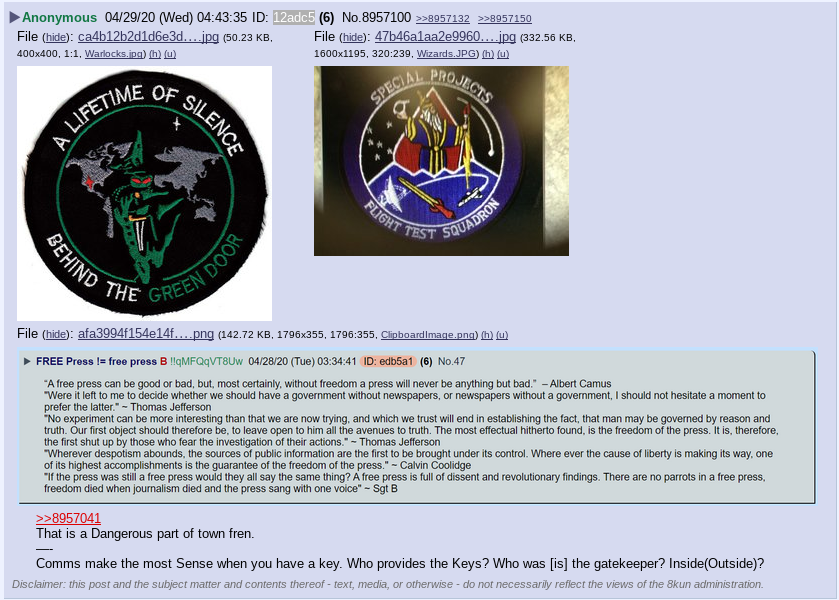 ▶Anonymous 04/29/20 (Wed) 04:43:35 ID: 12adc5 (6) No.8957100 >>8957132 >>8957150
File (hide): ca4b12b2d1d6e3d….jpg (50.23 KB, 400x400, 1:1, Warlocks.jpg) (h) (u)
File (hide): 47b46a1aa2e9960….jpg (332.56 KB, 1600x1195, 320:239, Wizards.JPG) (h) (u)
A LIFETIME OF SILENCE
BEHIND THE GREEN DOOR
SPECIAL PROJECTS
FLIGHT TEST SQUADRON
File (hide): afa3994f154e14f….png (142.72 KB, 1796x355, 1796:355, ClipboardImage.png) (h) (u)
▶ FREE Press != free press B !!qMFQqVT8Uw 04/28/20 (Tue) 03:34:41 ID: edb5a1 (6) No.47
“A free press can be good or bad, but, most certainly, without freedom a press will never be anything but bad.” – Albert Camus
"Were it left to me to decide whether we should have a government without newspapers, or newspapers without a government, I should not hesitate a moment to
prefer the latter." ~ Thomas Jefferson
"No experiment can be more interesting than that we are now trying, and which we trust will end in establishing the fact, that man may be governed by reason and
truth. Our first object should therefore be, to leave open to him all the avenues to truth. The most effectual hitherto found, is the freedom of the press. It is, therefore,
the first shut up by those who fear the investigation of their actions." ~ Thomas Jefferson
"Wherever despotism abounds, the sources of public information are the first to be brought under its control. Where ever the cause of liberty is making its way, one
of its highest accomplishments is the guarantee of the freedom of the press." ~ Calvin Coolidge
"If the press was still a free press would they all say the same thing? A free press is full of dissent and revolutionary findings. There are no parrots in a free press,
freedom died when journalism died and the press sang with one voice" ~ Sgt B
>>8957041
That is a Dangerous part of town fren.
—-
Comms make the most Sense when you have a key. Who provides the Keys? Who was [is] the gatekeeper? Inside(Outside)?
Disclaimer: this post and the subject matter and contents thereof - text, media, or otherwise - do not necessarily reflect the views of the 8kun administration.